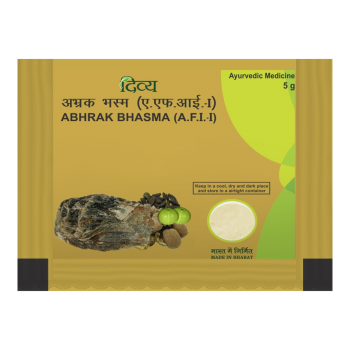 दिव्य
अभ्रक भस्म (ए.एफ.आई.-I)
ABHRAK BHASMA (A.F.I.-I)
Ayurvedic Medicine
5 g
Keep in a cool, dry and dark place
and store in a airtight container
भारत में निर्मित
MADE IN BHARAT